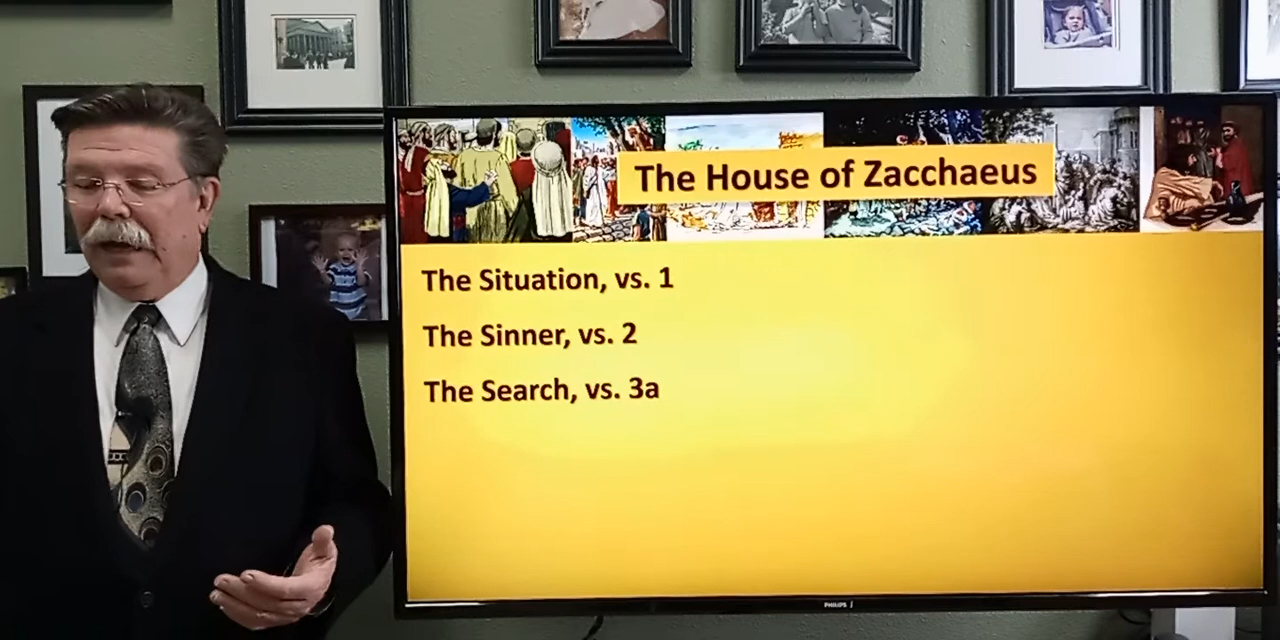 The House of Zacchaeus
The Situation, vs. 1
The Sinner, vs. 2
The Search, vs. 3a
PHILIPS